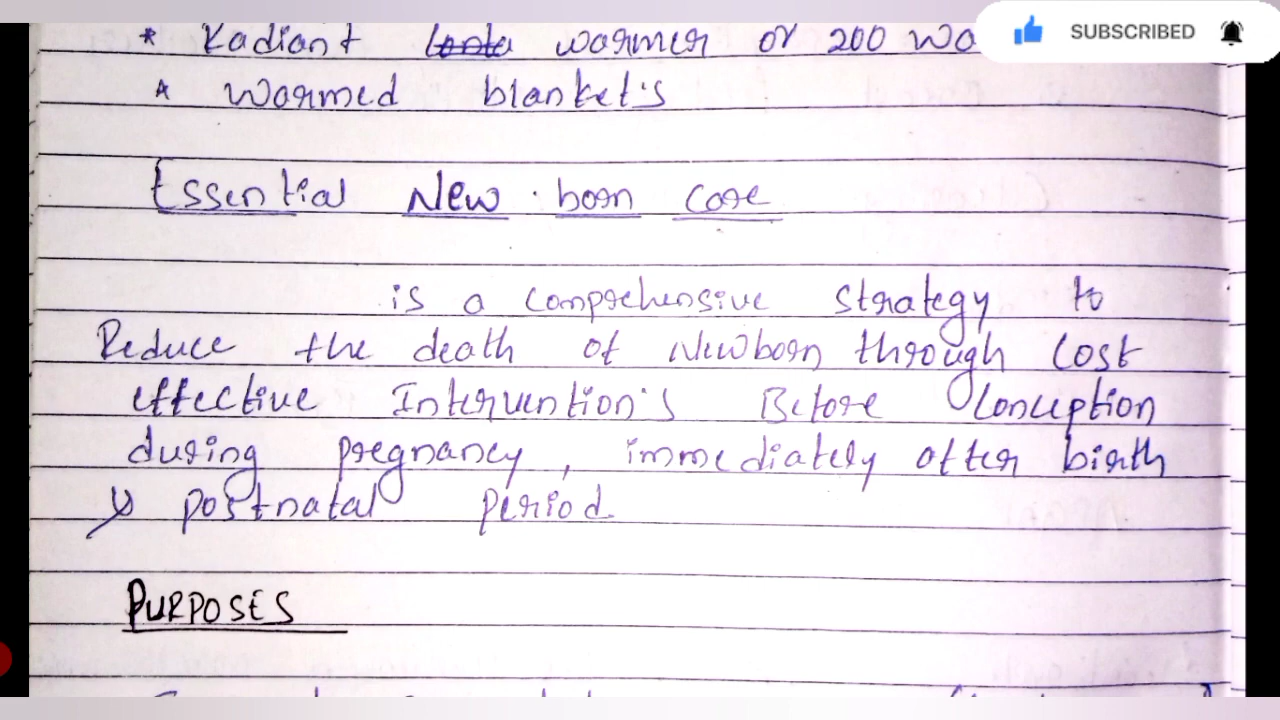 * Radiant warmer or 200 wa
SUBSCRIBED
* Warmed blanket's
Essential New born care
is a comprehensive strategy to
Reduce the death of Newborn through Cost
effective Intervention's Before Conception
during pregnancy, immediately after birth
& postnatal period
PURPOSES